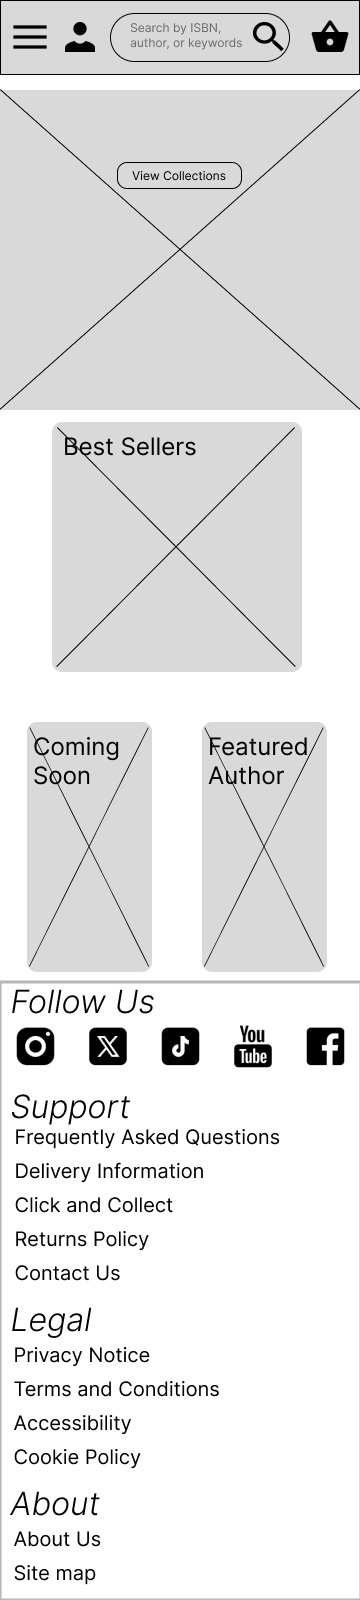 Search by ISBN,
author, or keywords
View Collections
Best Sellers
Coming
Soon
Featured
Author
Follow Us
You
Tube
Support
Frequently Asked Questions
Delivery Information
Click and Collect
Returns Policy
Contact Us
Legal
Privacy Notice
Terms and Conditions
Accessibility
Cookie Policy
About
About Us
Site map